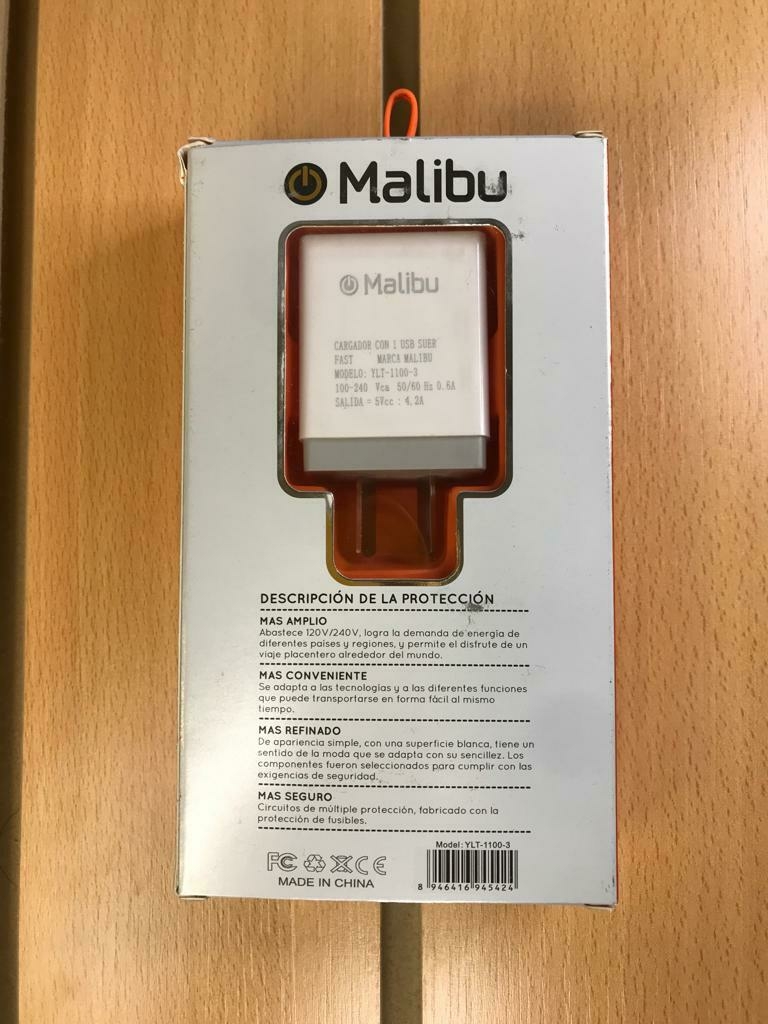 Malibu
Malibu
CARGADOR CON 1 USB SUER
FAST MARCA MALIBU
MODELO: YLT-1100-3
100-240 Vca 50/60 Hz 0.6A
SALIDA = 5Vcc : 4.2A
DESCRIPCIÓN DE LA PROTECCIÓN
MAS AMPLIO
Abastece 120V/240V, logra la demanda de energía de
diferentes países y regiones, y permite el disfrute de un
viaje placentero alrededor del mundo.
MAS CONVENIENTE
Se adapta a las tecnologías y a las diferentes funciones
que puede transportarse en forma fácil al mismo
tiempo.
MAS REFINADO
De apariencia simple, con una superficie blanca, tiene un
sentido de la moda que se adapta con su sencillez. Los
componentes fueron seleccionados para cumplir con las
exigencias de seguridad.
MAS SEGURO
Circuitos de múltiple protección, fabricado con la
protección de fusibles.
Model: YLT-1100-3
FC CE
MADE IN CHINA
8 946416 945424